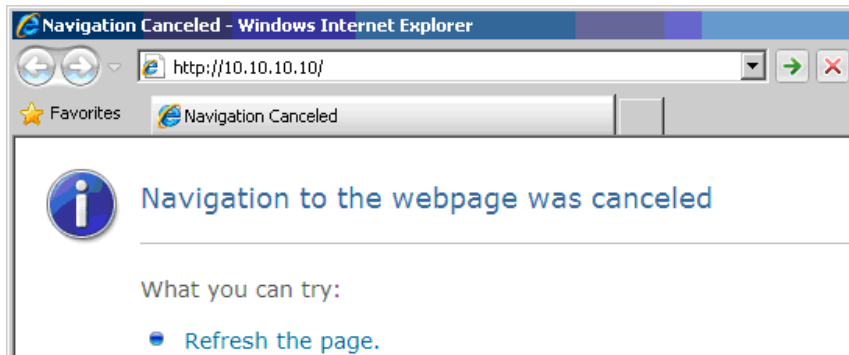 Navigation Canceled - Windows Internet Explorer
http://10.10.10.10/
Favorites
Navigation Canceled
Navigation to the webpage was canceled
What you can try:
Refresh the page.